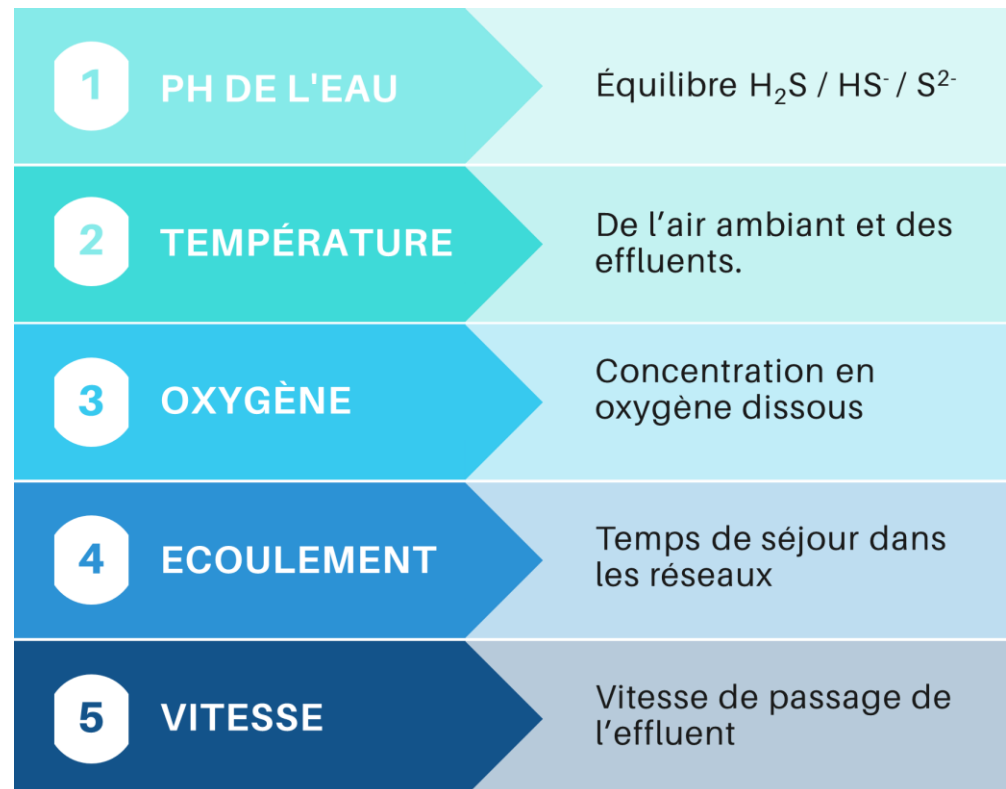 1 PH DE L'EAU
Équilibre H₂S / HS⁻ / S²⁻
2 TEMPÉRATURE
De l’air ambiant et des
effluents.
3 OXYGÈNE
Concentration en
oxygène dissous
4 ECOULEMENT
Temps de séjour dans
les réseaux
5 VITESSE
Vitesse de passage de
l’effluent